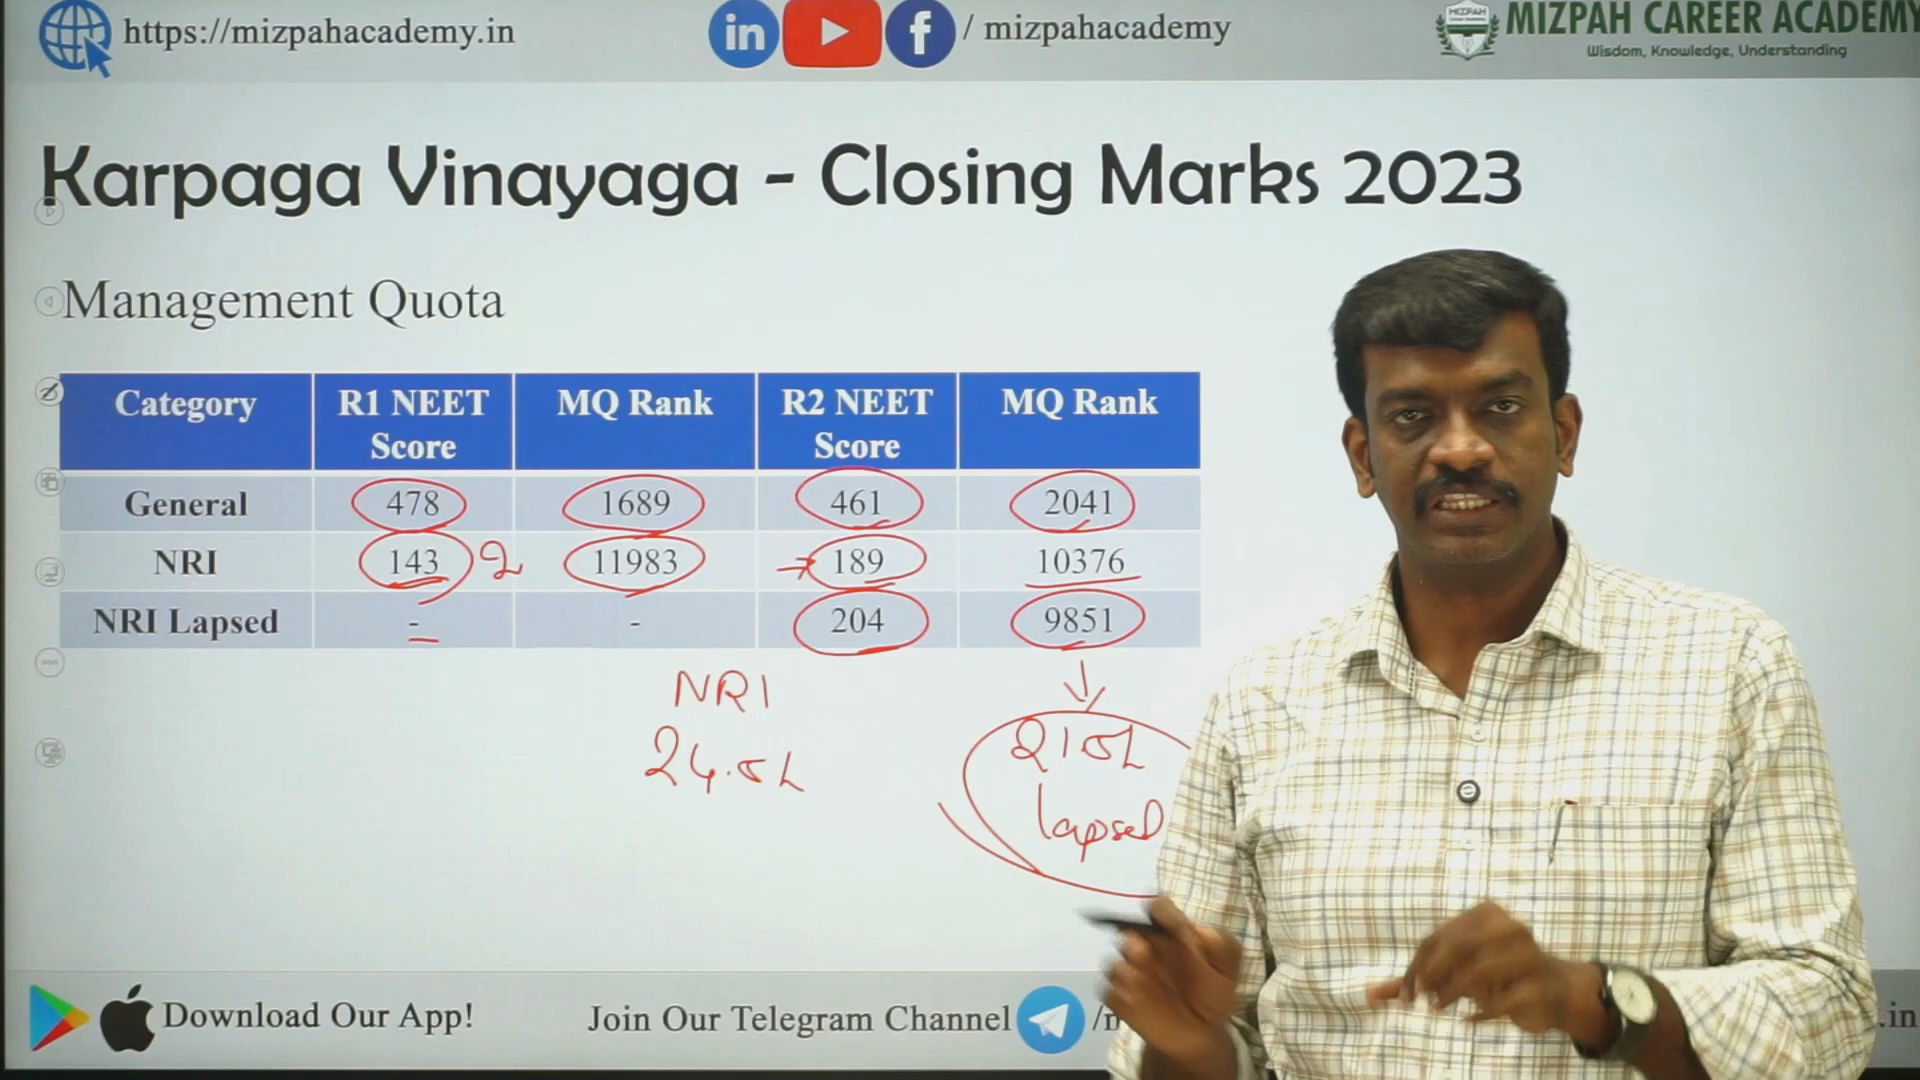 https://mizpahacademy.in
in f / mizpahacademy
MIZPAH CAREER ACADEMY
Wisdom, Knowledge, Understanding
Karpaga Vinayaga - Closing Marks 2023
Management Quota
Category R1 NEET Score MQ Rank R2 NEET Score MQ Rank
General 478 1689 461 2041
NRI 143 2 11983 → 189 10376
NRI Lapsed - - 204 9851
NRI
24.5L
lapsed
Download Our App!
Join Our Telegram Channel
.in